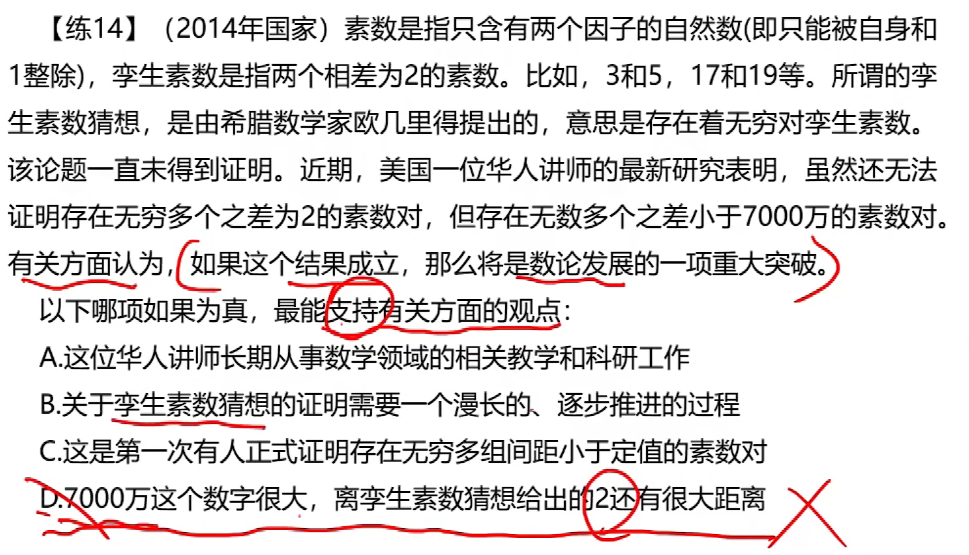 【练14】（2014年国家）素数是指只含有两个因子的自然数(即只能被自身和
1整除)，孪生素数是指两个相差为2的素数。比如，3和5，17和19等。所谓的孪
生素数猜想，是由希腊数学家欧几里得提出的，意思是存在着无穷对孪生素数。
该论题一直未得到证明。近期，美国一位华人讲师的最新研究表明，虽然还无法
证明存在无穷多个之差为2的素数对，但存在无数多个之差小于7000万的素数对。
有关方面认为，如果这个结果成立，那么将是数论发展的一项重大突破。
以下哪项如果为真，最能支持有关方面的观点：
A.这位华人讲师长期从事数学领域的相关教学和科研工作
B.关于孪生素数猜想的证明需要一个漫长的、逐步推进的过程
C.这是第一次有人正式证明存在无穷多组间距小于定值的素数对
D.7000万这个数字很大，离孪生素数猜想给出的2还有很大距离